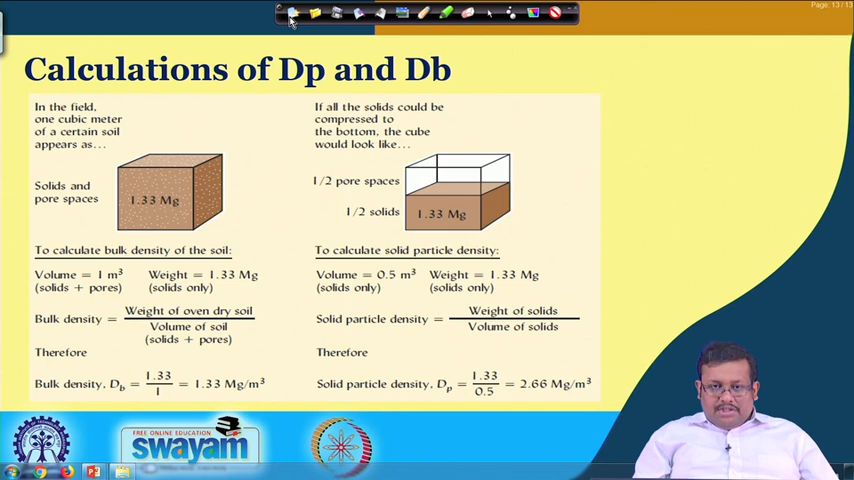 Page: 13 / 13
Calculations of Dp and Db
In the field,
one cubic meter
of a certain soil
appears as...
Solids and
pore spaces
1.33 Mg
To calculate bulk density of the soil:
Volume = 1 m³ Weight = 1.33 Mg
(solids + pores) (solids only)
Bulk density = Weight of oven dry soil
Volume of soil
(solids + pores)
Therefore
Bulk density, Db = 1.33
1
= 1.33 Mg/m³
If all the solids could be
compressed to
the bottom, the cube
would look like...
1/2 pore spaces
1/2 solids
1.33 Mg
To calculate solid particle density:
Volume = 0.5 m³ Weight = 1.33 Mg
(solids only) (solids only)
Solid particle density = Weight of solids
Volume of solids
Therefore
Solid particle density, Dp = 1.33
0.5
= 2.66 Mg/m³
FREE ONLINE EDUCATION
swayam